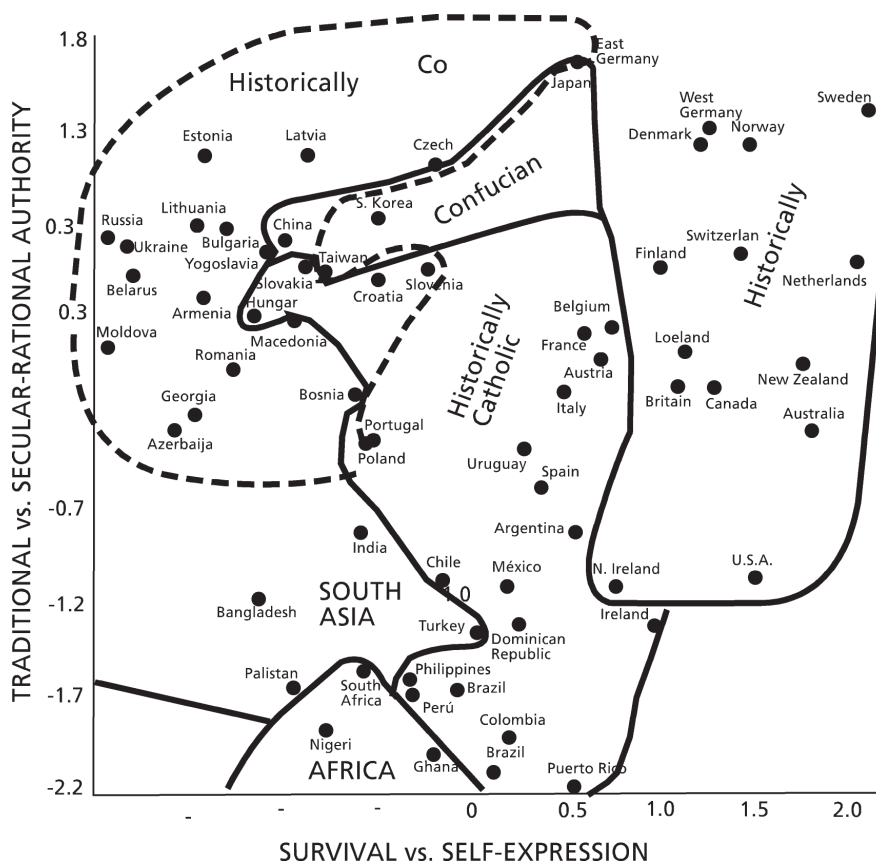 1.8
East
Germany
Co
Historically
Japan
West
Germany
Sweden
1.3
Denmark
Norway
Estonia
Latvia
Czech
Confucian
S. Korea
Lithuania
Russia
0.3
China
Bulgaria
Ukraine
Yugoslavia
Taiwan
Switzerlan
Historically
Finland
Netherlands
Belarus
Slovakia
Croatia
Slovenia
Armenia
Hungar
0.3
Macedonia
Belgium
France
Austria
Loeland
Moldova
Romania
Historically
Catholic
New Zealand
Georgia
Bosnia
Italy
Britain
Canada
Australia
Azerbaija
Portugal
Poland
Uruguay
Spain
-0.7
India
Argentina
Chile
México
N. Ireland
U.S.A.
1.0
SOUTH
ASIA
-1.2
Bangladesh
Ireland
Turkey
Dominican
Republic
Palistan
South
Africa
Philippines
Brazil
-1.7
Perú
Nigeri
Colombia
AFRICA
Ghana
Brazil
Puerto Rico
-2.2
-
-
-
0
0.5
1.0
1.5
2.0
TRADITIONAL vs. SECULAR-RATIONAL AUTHORITY
SURVIVAL vs. SELF-EXPRESSION